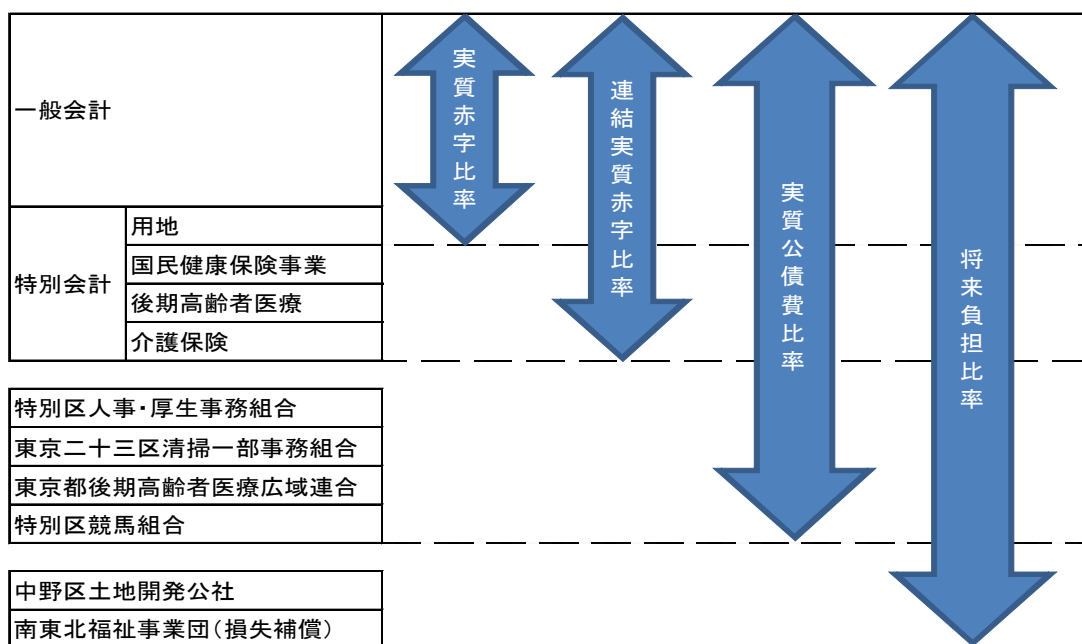 一般会計
特別会計
用地
国民健康保険事業
後期高齢者医療
介護保険
特別区人事・厚生事務組合
東京二十三区清掃一部事務組合
東京都後期高齢者医療広域連合
特別区競馬組合
中野区土地開発公社
南東北福祉事業団(損失補償)
実質赤字比率
連結実質赤字比率
実質公債費比率
将来負担比率